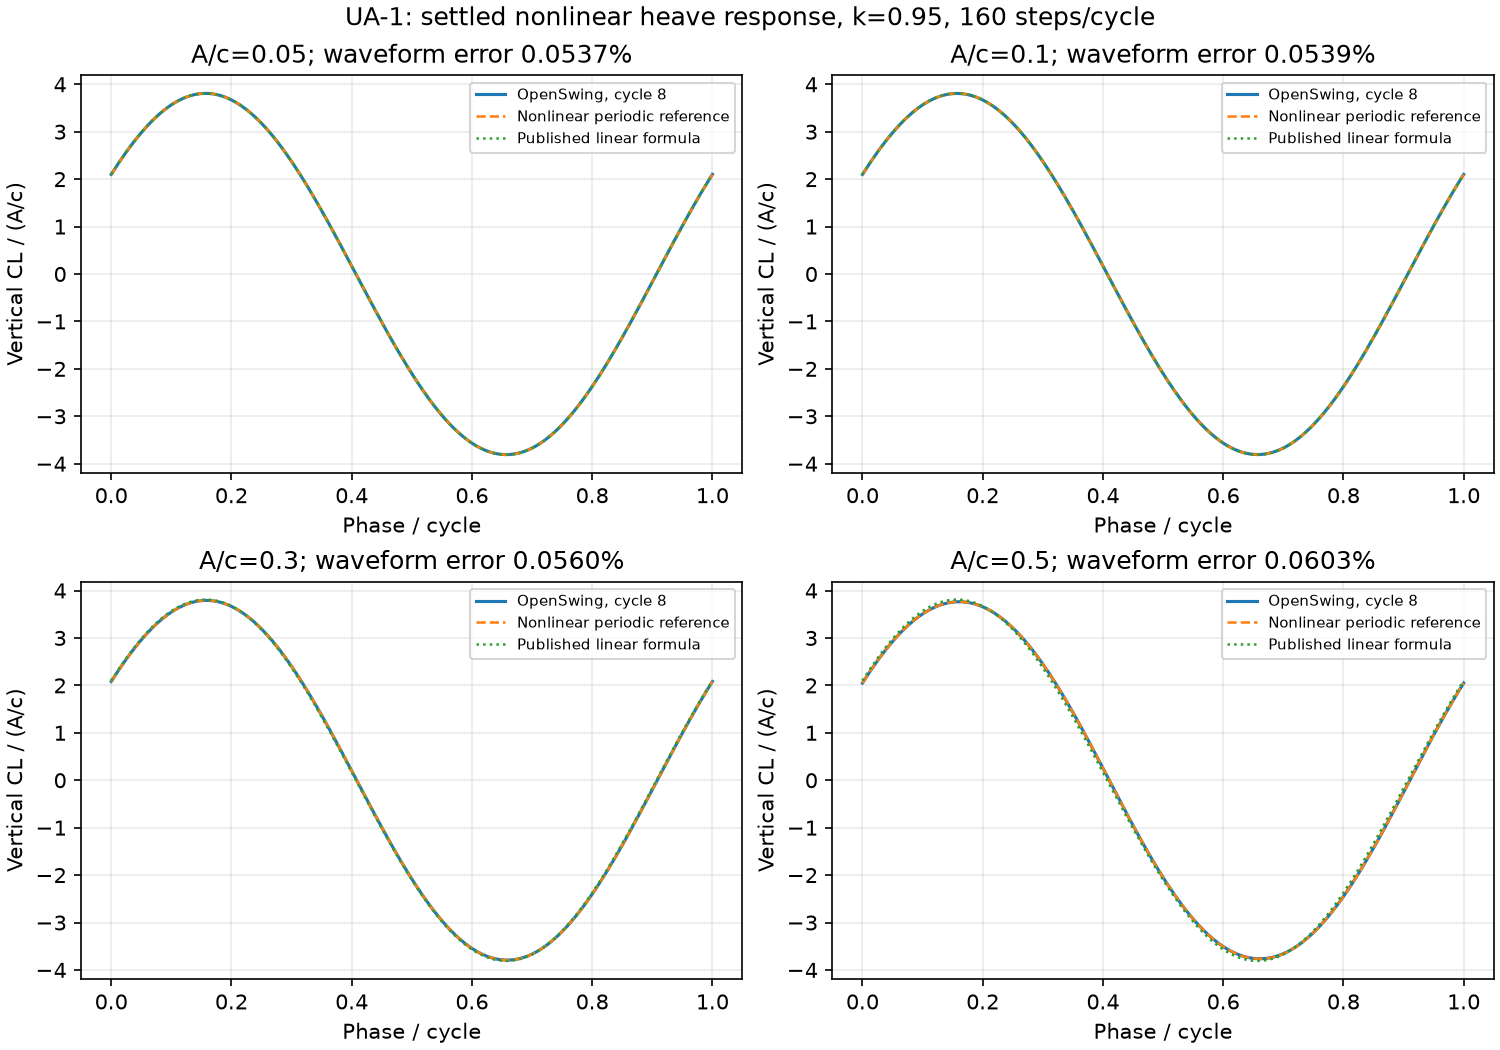 UA-1: settled nonlinear heave response, k=0.95, 160 steps/cycle
A/c=0.05; waveform error 0.0537%
OpenSwing, cycle 8
Nonlinear periodic reference
Published linear formula
Vertical CL / (A/c)
4
3
2
1
0
−1
−2
−3
−4
0.0 0.2 0.4 0.6 0.8 1.0
Phase / cycle
A/c=0.1; waveform error 0.0539%
OpenSwing, cycle 8
Nonlinear periodic reference
Published linear formula
Vertical CL / (A/c)
4
3
2
1
0
−1
−2
−3
−4
0.0 0.2 0.4 0.6 0.8 1.0
Phase / cycle
A/c=0.3; waveform error 0.0560%
OpenSwing, cycle 8
Nonlinear periodic reference
Published linear formula
Vertical CL / (A/c)
4
3
2
1
0
−1
−2
−3
−4
0.0 0.2 0.4 0.6 0.8 1.0
Phase / cycle
A/c=0.5; waveform error 0.0603%
OpenSwing, cycle 8
Nonlinear periodic reference
Published linear formula
Vertical CL / (A/c)
4
3
2
1
0
−1
−2
−3
−4
0.0 0.2 0.4 0.6 0.8 1.0
Phase / cycle